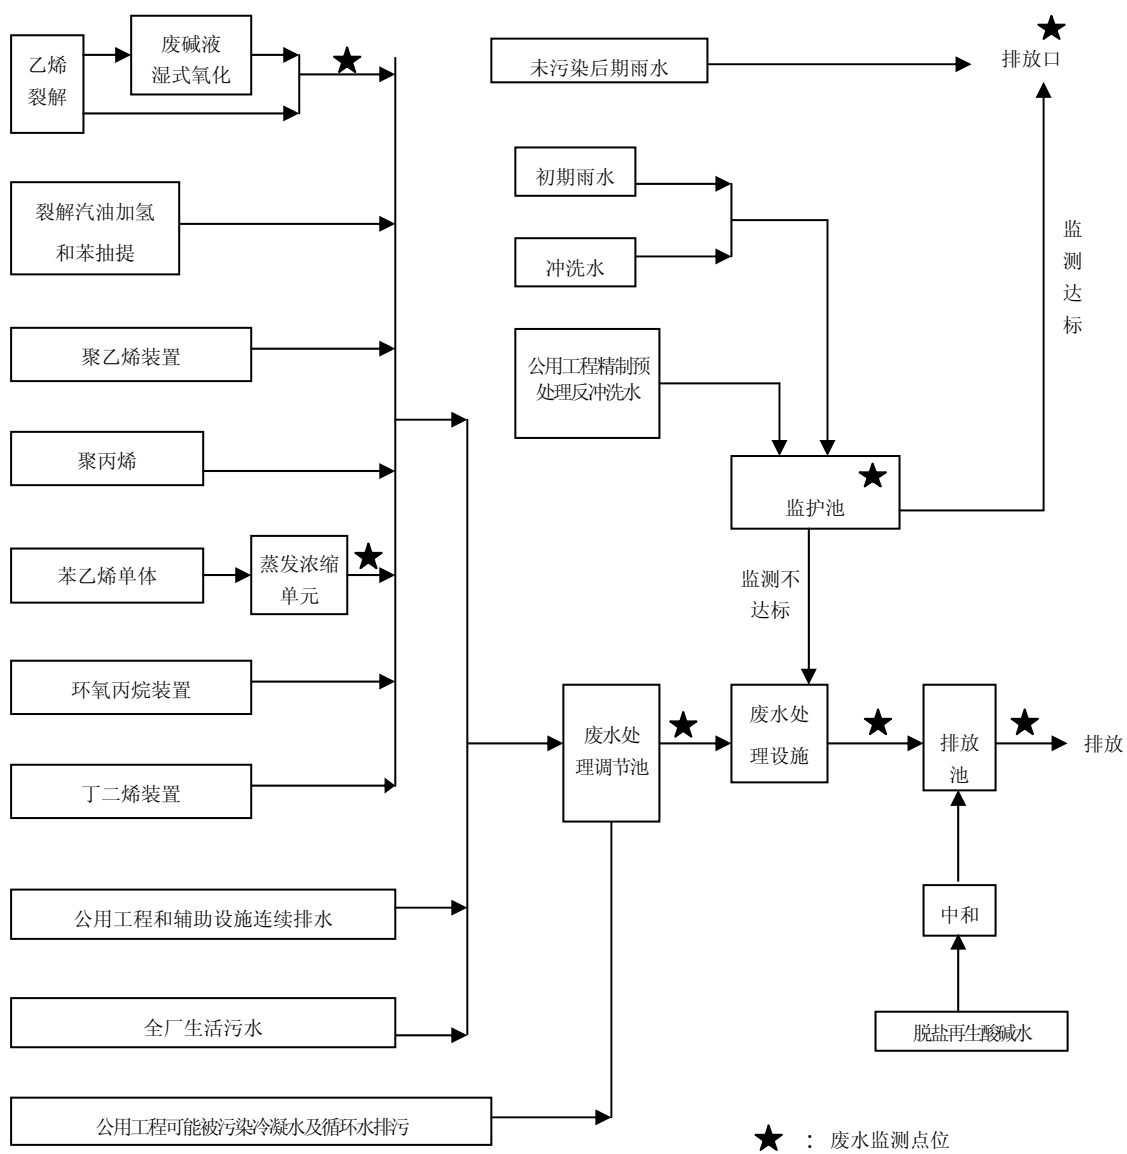 乙烯
裂解
废碱液
湿式氧化
未污染后期雨水
排放口
初期雨水
裂解汽油加氢
和苯抽提
冲洗水
监
测
达
标
聚乙烯装置
公用工程精制预
处理反冲洗水
聚丙烯
监护池
苯乙烯单体
蒸发浓缩
单元
监测不
达标
环氧丙烷装置
废水处
理调节池
废水处
理设施
排放
池
排放
丁二烯装置
公用工程和辅助设施连续排水
中和
全厂生活污水
脱盐再生酸碱水
公用工程可能被污染冷凝水及循环水排污
：废水监测点位